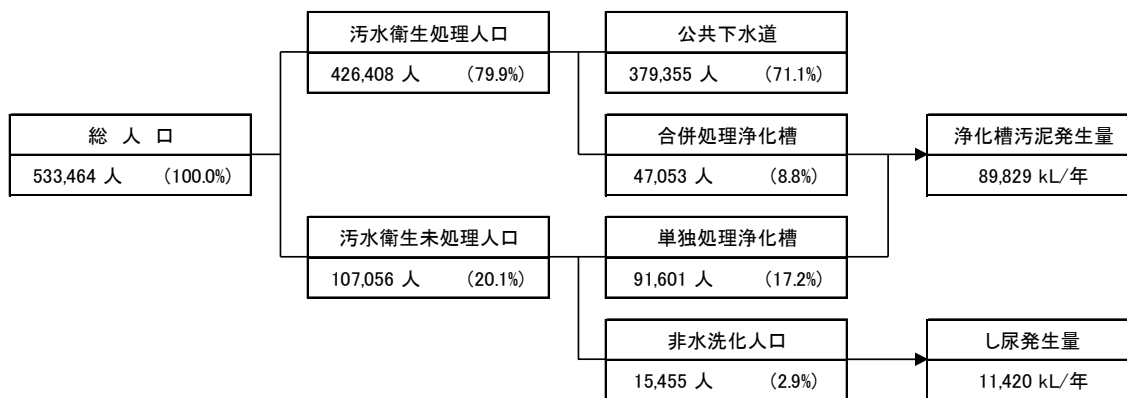 汚水衛生処理人口
426,408 人 (79.9%)
公共下水道
379,355 人 (71.1%)
総 人 口
533,464 人 (100.0%)
合併処理浄化槽
47,053 人 (8.8%)
浄化槽汚泥発生量
89,829 kL/年
汚水衛生未処理人口
107,056 人 (20.1%)
単独処理浄化槽
91,601 人 (17.2%)
非水洗化人口
15,455 人 (2.9%)
し尿発生量
11,420 kL/年